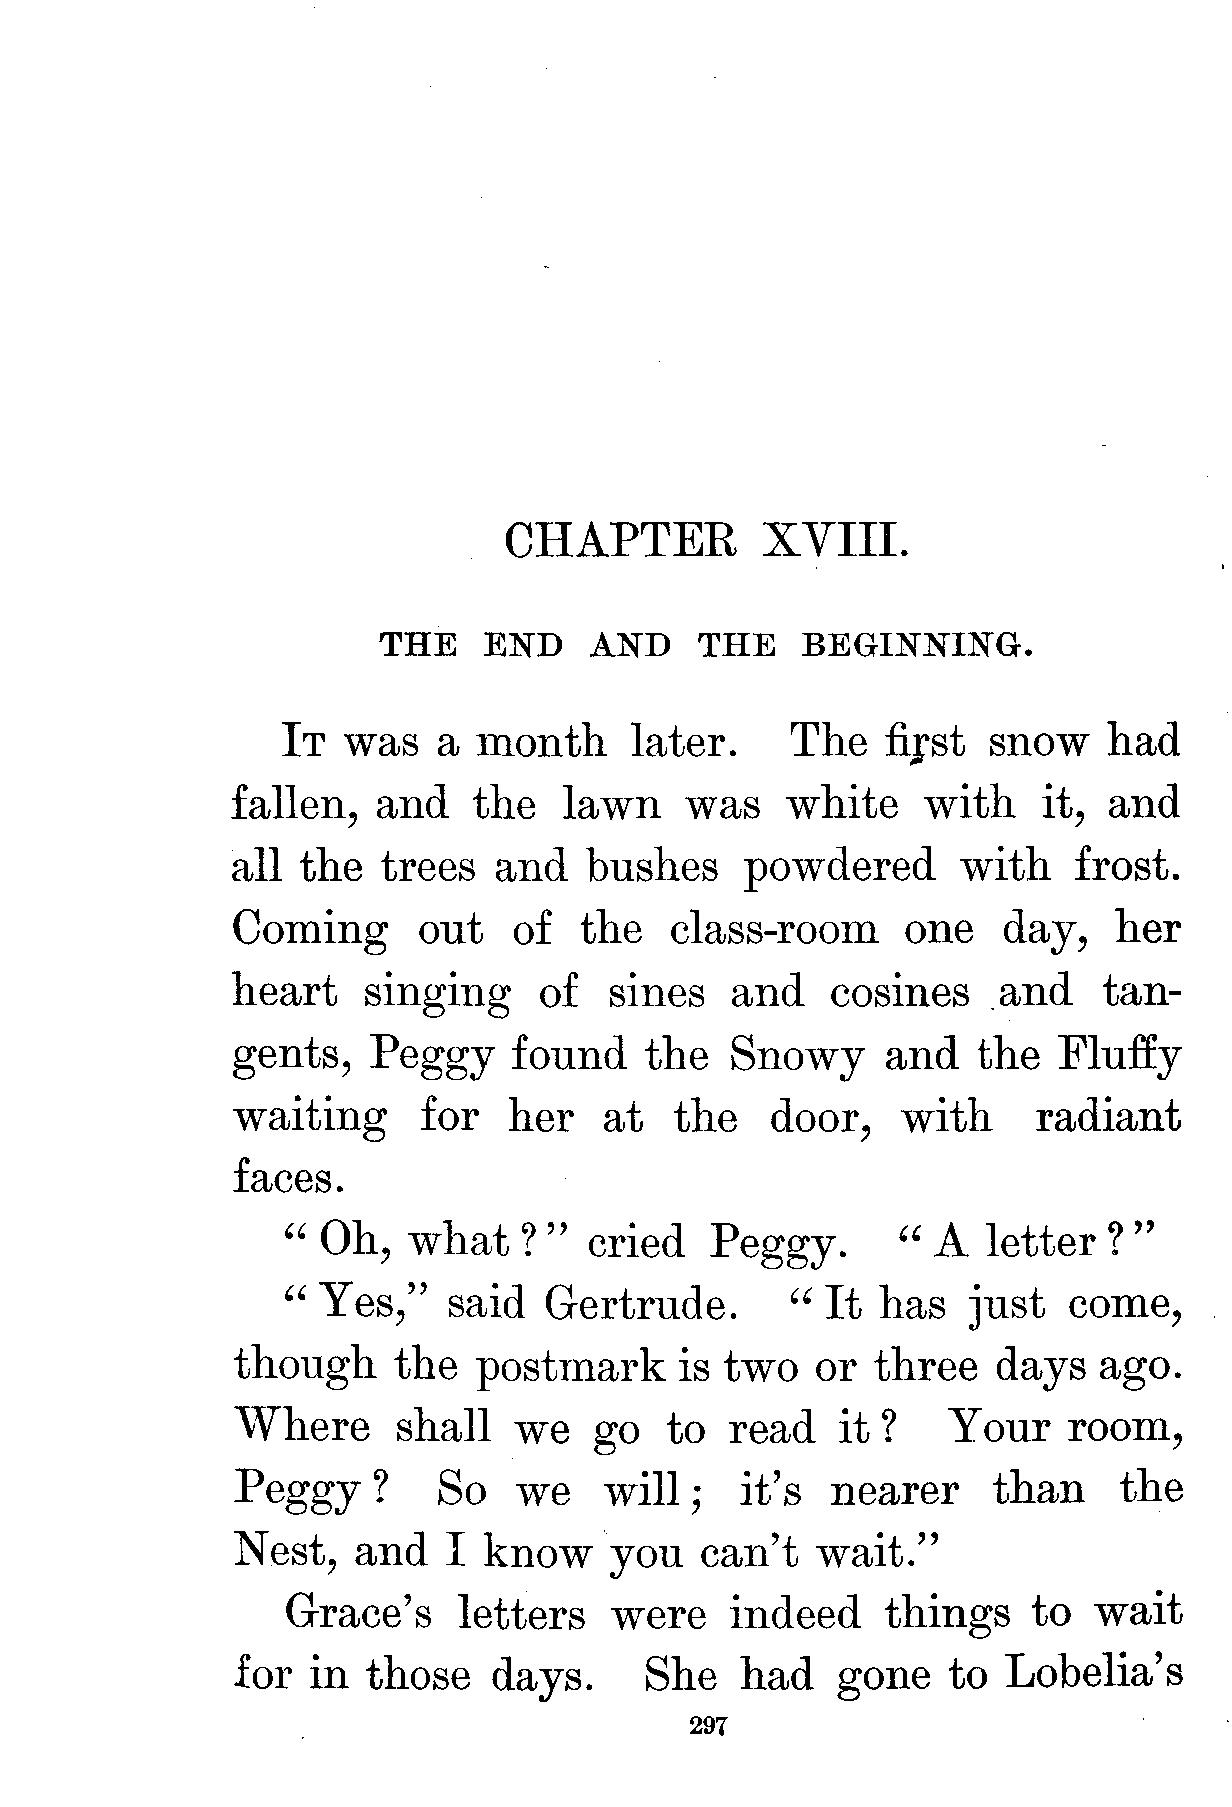 CHAPTER XVIII.
THE END AND THE BEGINNING.
IT was a month later. The first snow had
fallen, and the lawn was white with it, and
all the trees and bushes powdered with frost.
Coming out of the class-room one day, her
heart singing of sines and cosines and tan-
gents, Peggy found the Snowy and the Fluffy
waiting for her at the door, with radiant
faces.
“Oh, what?” cried Peggy. “A letter?”
“Yes,” said Gertrude. “It has just come,
though the postmark is two or three days ago.
Where shall we go to read it? Your room,
Peggy? So we will; it's nearer than the
Nest, and I know you can't wait.”
Grace's letters were indeed things to wait
for in those days. She had gone to Lobelia's
297